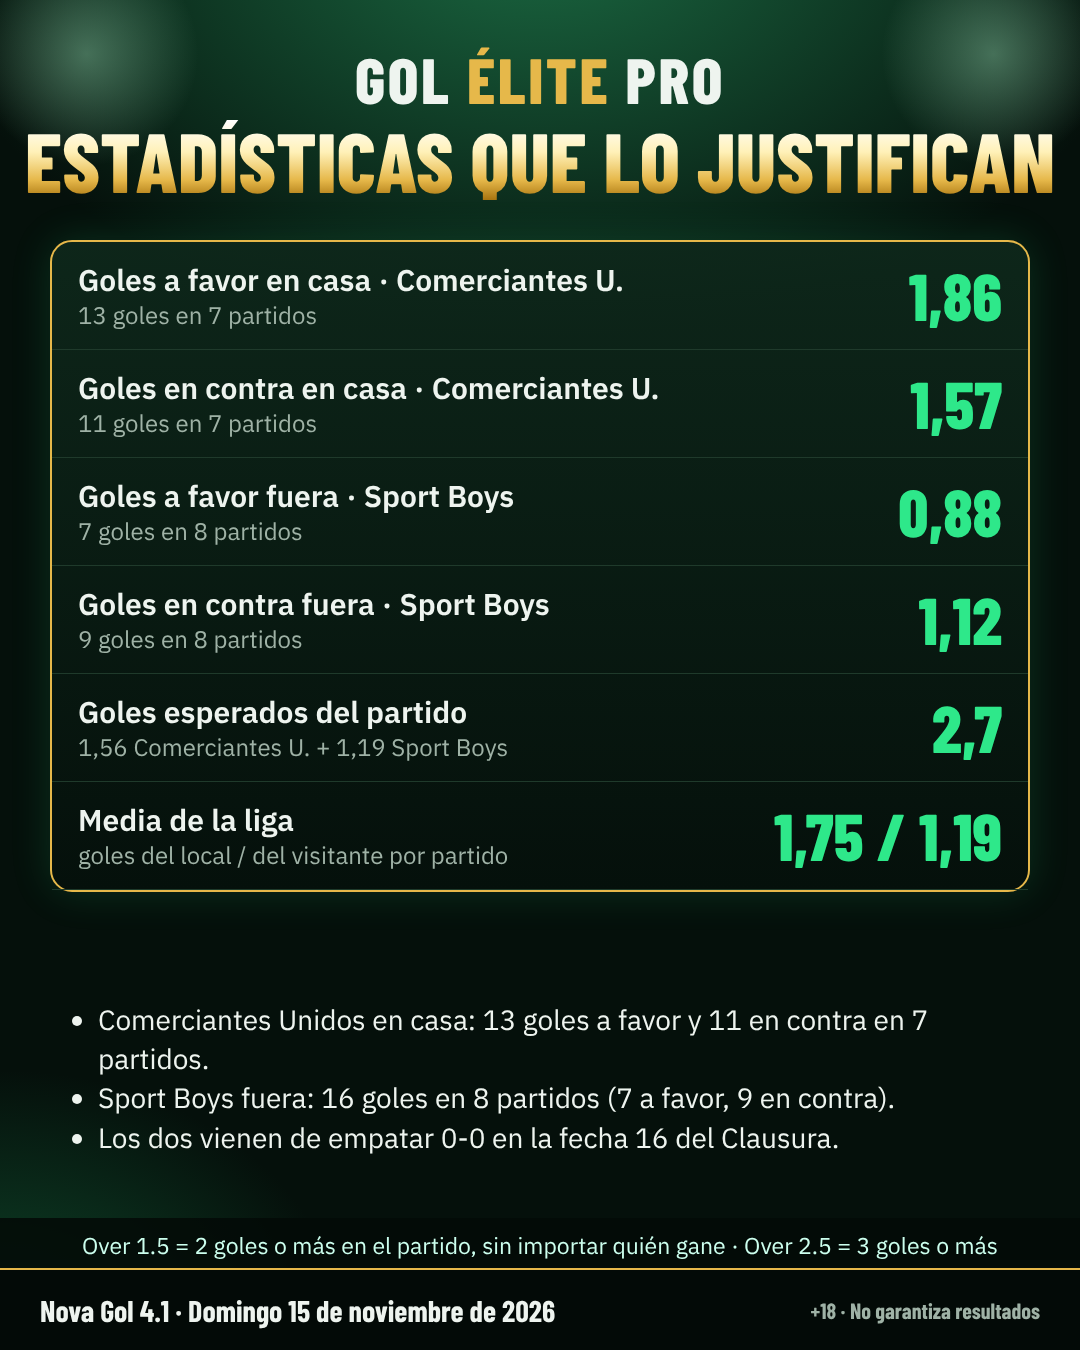 GOL ÉLITE PRO
ESTADÍSTICAS QUE LO JUSTIFICAN
Goles a favor en casa · Comerciantes U.
13 goles en 7 partidos
1,86
Goles en contra en casa · Comerciantes U.
11 goles en 7 partidos
1,57
Goles a favor fuera · Sport Boys
7 goles en 8 partidos
0,88
Goles en contra fuera · Sport Boys
9 goles en 8 partidos
1,12
Goles esperados del partido
1,56 Comerciantes U. + 1,19 Sport Boys
2,7
Media de la liga
goles del local / del visitante por partido
1,75 / 1,19
• Comerciantes Unidos en casa: 13 goles a favor y 11 en contra en 7
partidos.
• Sport Boys fuera: 16 goles en 8 partidos (7 a favor, 9 en contra).
• Los dos vienen de empatar 0-0 en la fecha 16 del Clausura.
Over 1.5 = 2 goles o más en el partido, sin importar quién gane · Over 2.5 = 3 goles o más
Nova Gol 4.1 · Domingo 15 de noviembre de 2026
+18 · No garantiza resultados